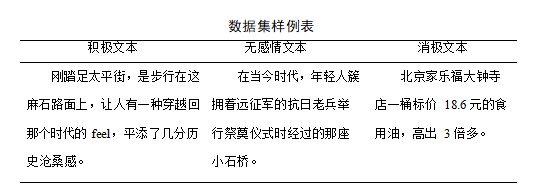 数据集样例表
积极文本 无感情文本 消极文本
刚踏足太平街，是步行在这
麻石路面上，让人有一种穿越回
那个时代的 feel，平添了几分历
史沧桑感。
在当今时代，年轻人簇
拥着远征军的抗日老兵举
行祭奠仪式时经过的那座
小石桥。
北京家乐福大钟寺
店一桶标价 18.6 元的食
用油，高出 3 倍多。